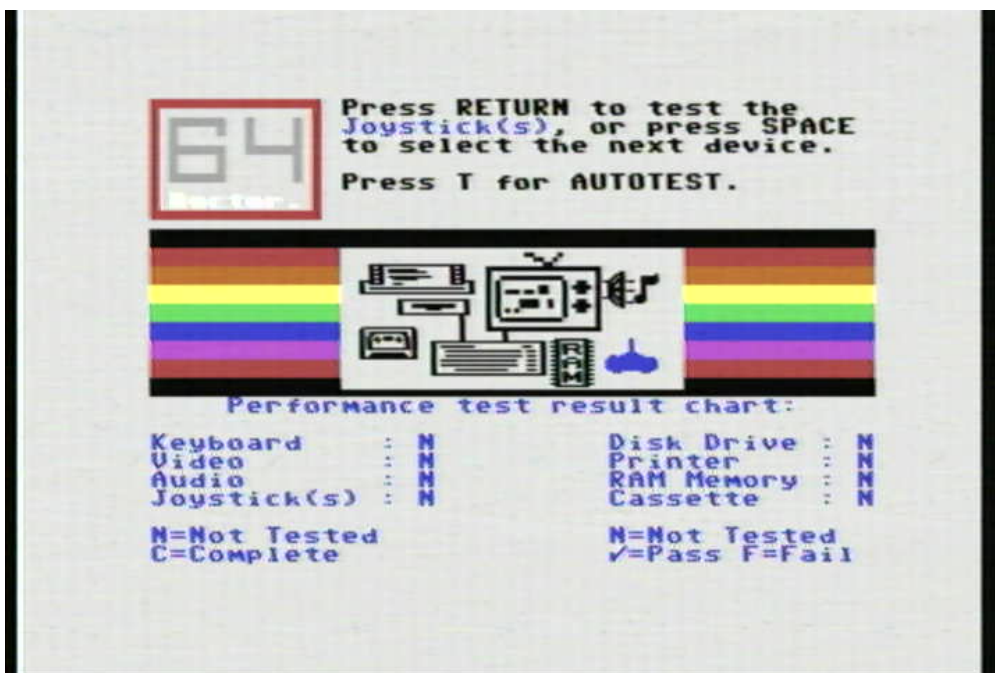 64
Doctor.
Press RETURN to test the
Joystick(s), or press SPACE
to select the next device.
Press T for AUTOTEST.
RAM
Performance test result chart:
Keyboard : N
Video : N
Audio : N
Joystick(s) : N
Disk Drive : N
Printer : N
RAM Memory : N
Cassette : N
N=Not Tested
C=Complete
N=Not Tested
✓=Pass F=Fail